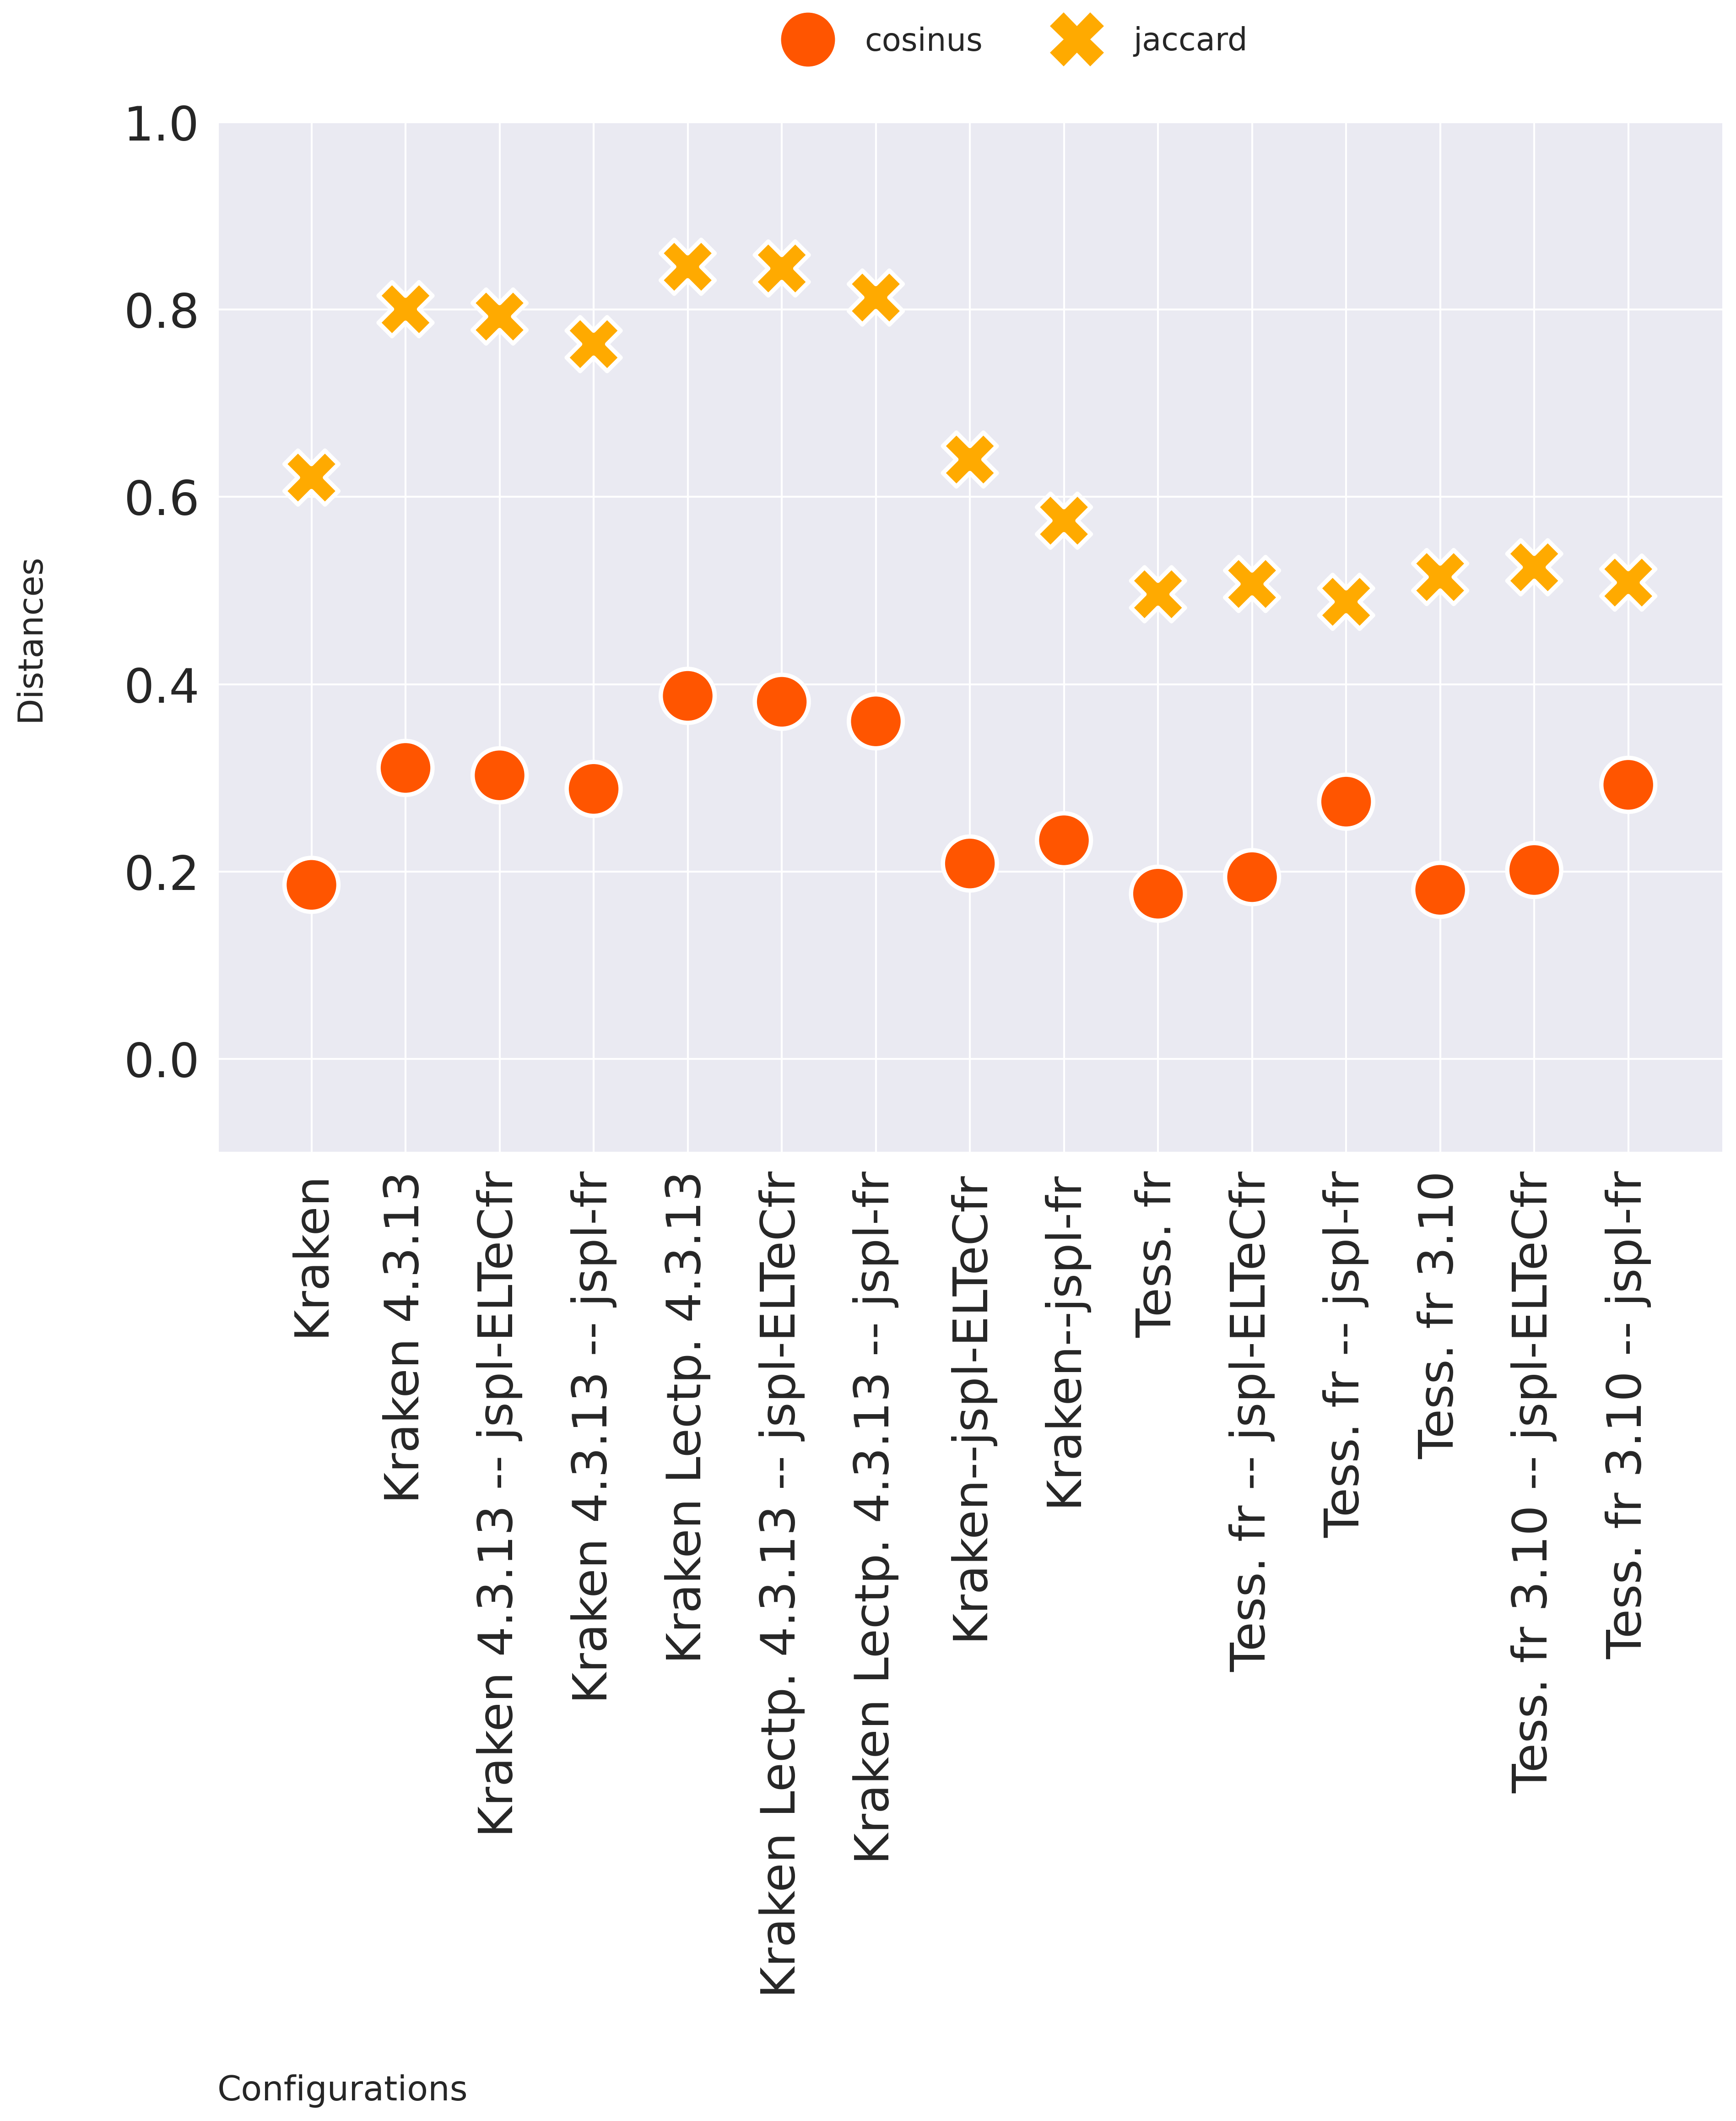 cosinus
jaccard
1.0
0.8
0.6
0.4
0.2
0.0
Distances
Kraken
Kraken 4.3.13
Kraken 4.3.13 -- jspl-ELTeCfr
Kraken 4.3.13 -- jspl-fr
Kraken Lectp. 4.3.13
Kraken Lectp. 4.3.13 -- jspl-ELTeCfr
Kraken Lectp. 4.3.13 -- jspl-fr
Kraken--jspl-ELTeCfr
Kraken--jspl-fr
Tess. fr
Tess. fr -- jspl-ELTeCfr
Tess. fr -- jspl-fr
Tess. fr 3.10
Tess. fr 3.10 -- jspl-ELTeCfr
Tess. fr 3.10 -- jspl-fr
Configurations